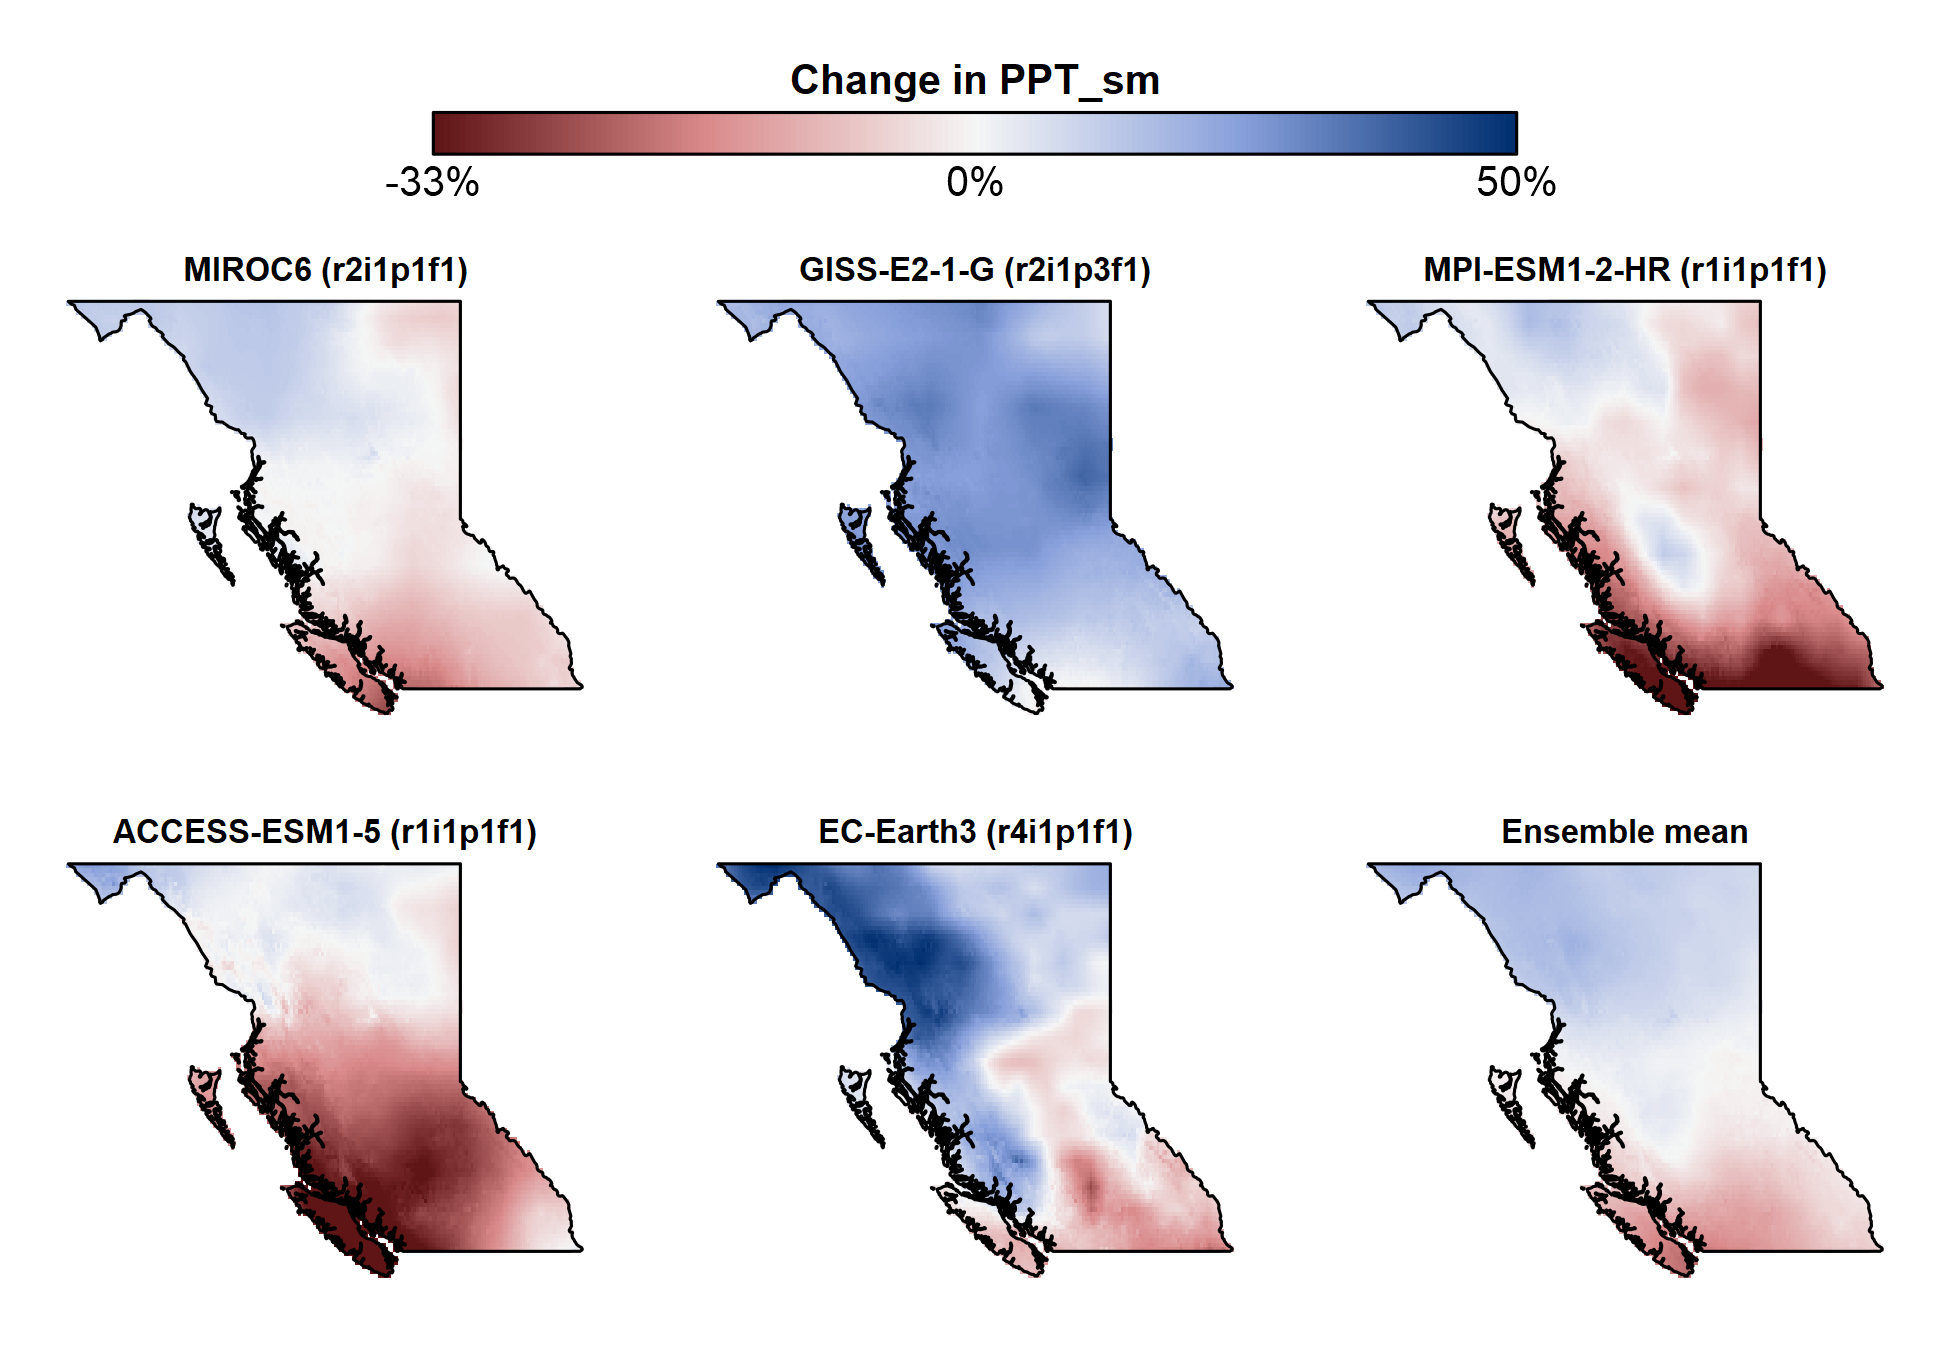 Change in PPT_sm
-33% 0% 50%
MIROC6 (r2i1p1f1)
GISS-E2-1-G (r2i1p3f1)
MPI-ESM1-2-HR (r1i1p1f1)
ACCESS-ESM1-5 (r1i1p1f1)
EC-Earth3 (r4i1p1f1)
Ensemble mean